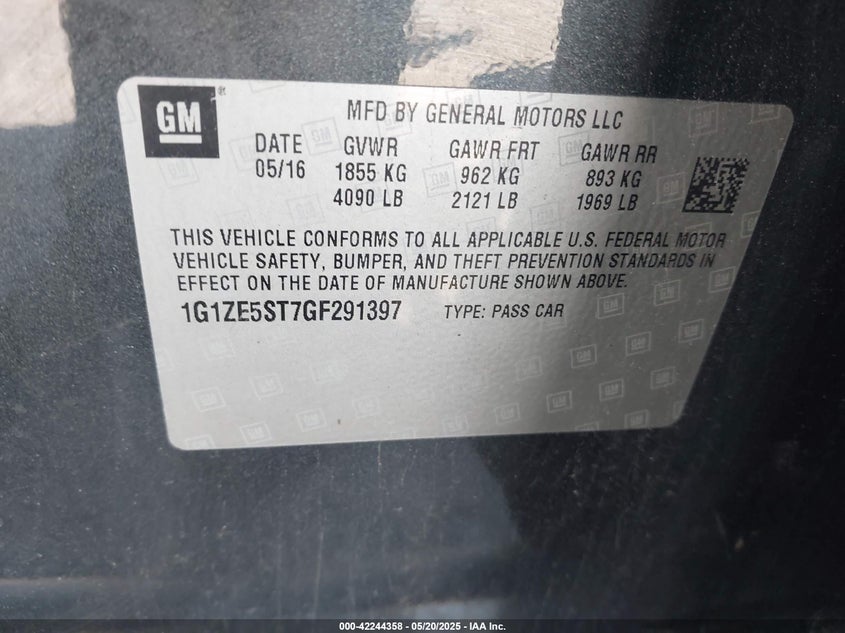 GM
MFD BY GENERAL MOTORS LLC
DATE GVWR GAWR FRT GAWR RR
05/16 1855 KG 962 KG 893 KG
4090 LB 2121 LB 1969 LB
THIS VEHICLE CONFORMS TO ALL APPLICABLE U.S. FEDERAL MOTOR
VEHICLE SAFETY, BUMPER, AND THEFT PREVENTION STANDARDS IN
EFFECT ON THE DATE OF MANUFACTURE SHOWN ABOVE.
1G1ZE5ST7GF291397 TYPE: PASS CAR
000-42244358 - 05/20/2025 - IAA Inc.